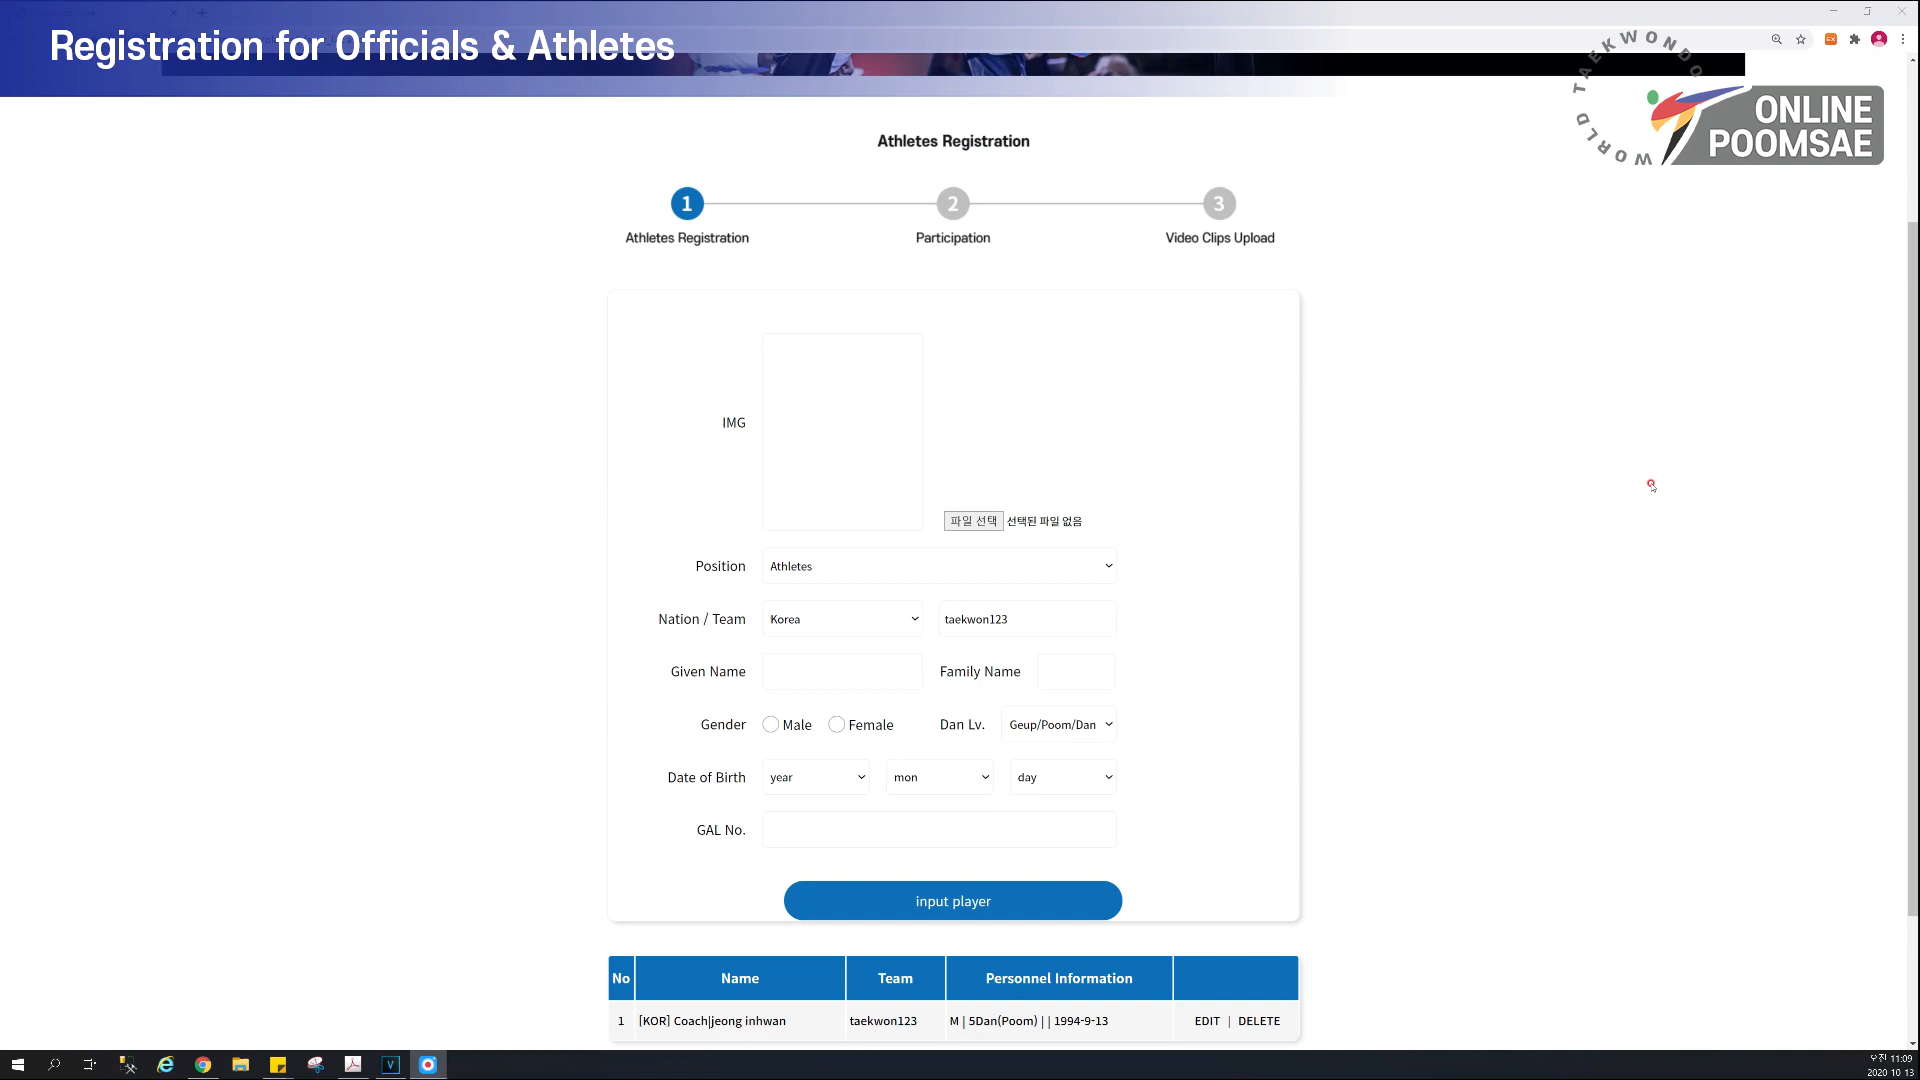 Registration for Officials & Athletes
WORLD TAEKWONDO
ONLINE
POOMSAE
Athletes Registration
1 2 3
Athletes Registration Participation Video Clips Upload
IMG
파일 선택 선택된 파일 없음
Position Athletes
Nation / Team Korea taekwon123
Given Name Family Name
Gender Male Female Dan Lv. Geup/Poom/Dan
Date of Birth year mon day
GAL No.
input player
No Name Team Personnel Information
1 [KOR] Coach|jeong inhwan taekwon123 M | 5Dan(Poom) | | 1994-9-13 EDIT | DELETE
오전 11:09
2020-10-13